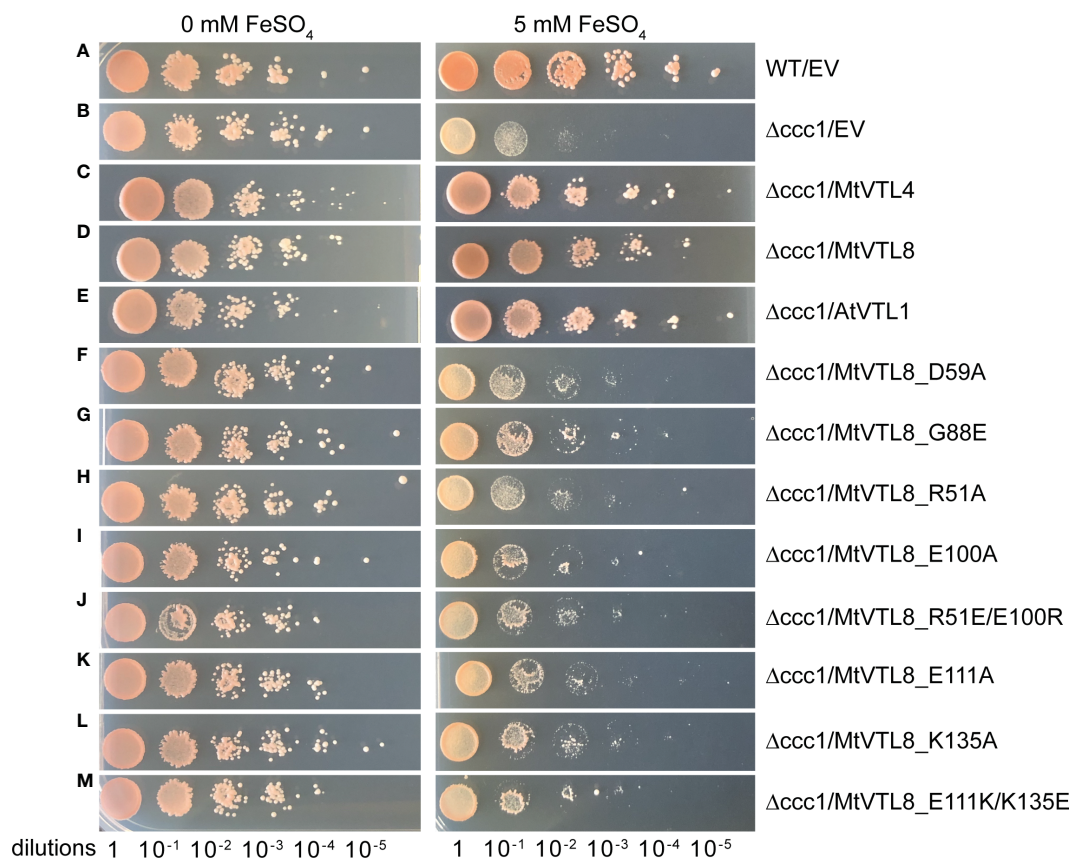 0 mM FeSO₄ 5 mM FeSO₄
A WT/EV
B Δccc1/EV
C Δccc1/MtVTL4
D Δccc1/MtVTL8
E Δccc1/AtVTL1
F Δccc1/MtVTL8_D59A
G Δccc1/MtVTL8_G88E
H Δccc1/MtVTL8_R51A
I Δccc1/MtVTL8_E100A
J Δccc1/MtVTL8_R51E/E100R
K Δccc1/MtVTL8_E111A
L Δccc1/MtVTL8_K135A
M Δccc1/MtVTL8_E111K/K135E
dilutions 1 10⁻¹ 10⁻² 10⁻³ 10⁻⁴ 10⁻⁵ 1 10⁻¹ 10⁻² 10⁻³ 10⁻⁴ 10⁻⁵